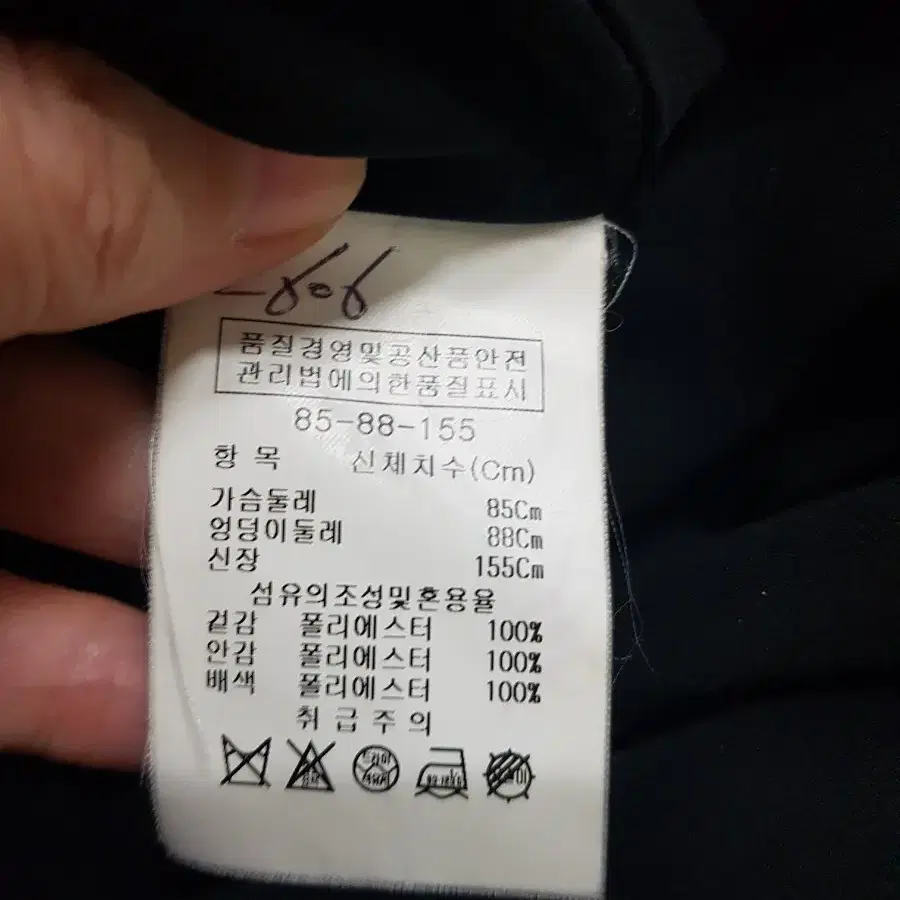 품질경영및공산품안전
관리법에의한품질표시
85-88-155
항 목 신체치수(Cm)
가슴둘레 85Cm
엉덩이둘레 88Cm
신장 155Cm
섬유의조성및혼용율
겉감 폴리에스터 100%
안감 폴리에스터 100%
배색 폴리에스터 100%
취급주의
드라이